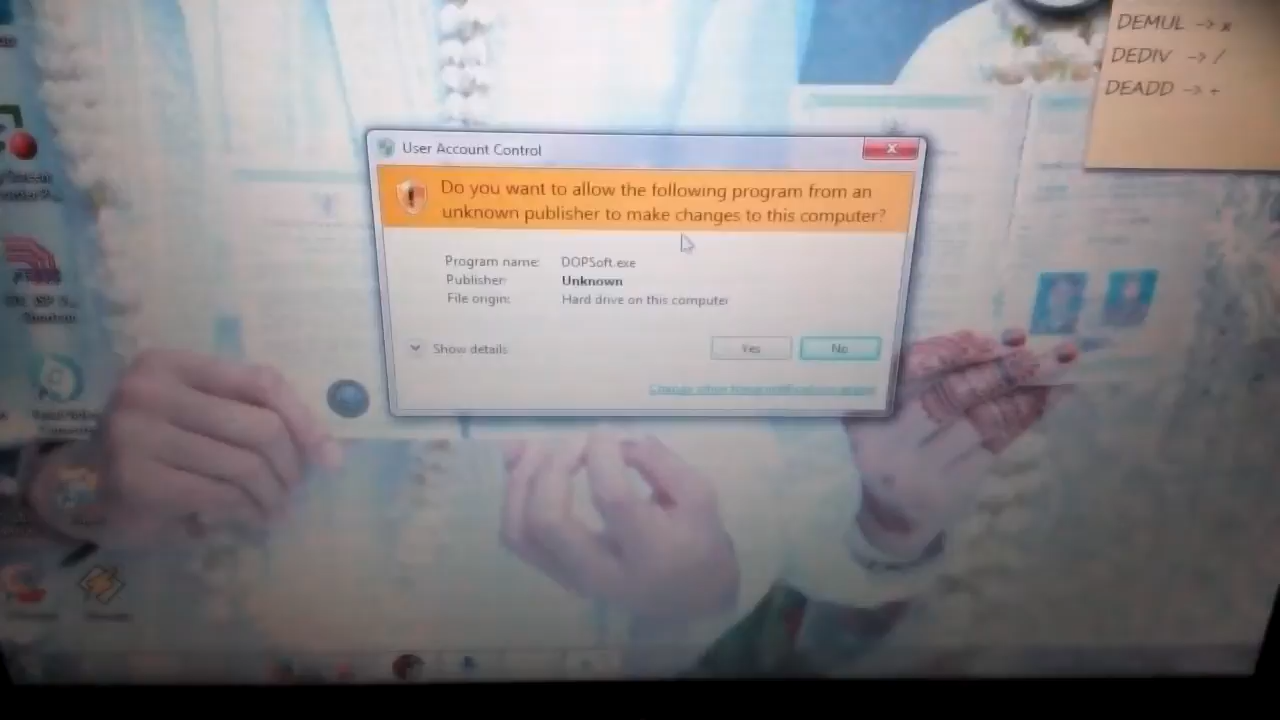 DEMUL -> x
DEDIV -> /
DEADD -> +
User Account Control
Do you want to allow the following program from an
unknown publisher to make changes to this computer?
Program name: DOPSoft.exe
Publisher: Unknown
File origin: Hard drive on this computer
Show details
Yes
No